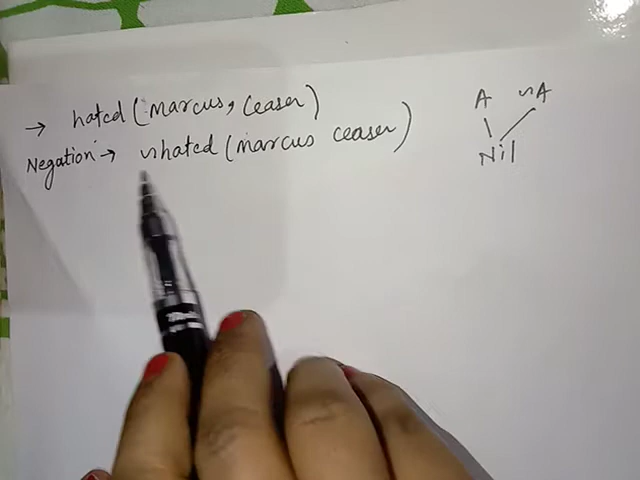 → hated (marcus, ceaser)
Negation → ~hated (marcus ceaser)
A ~A
Nil